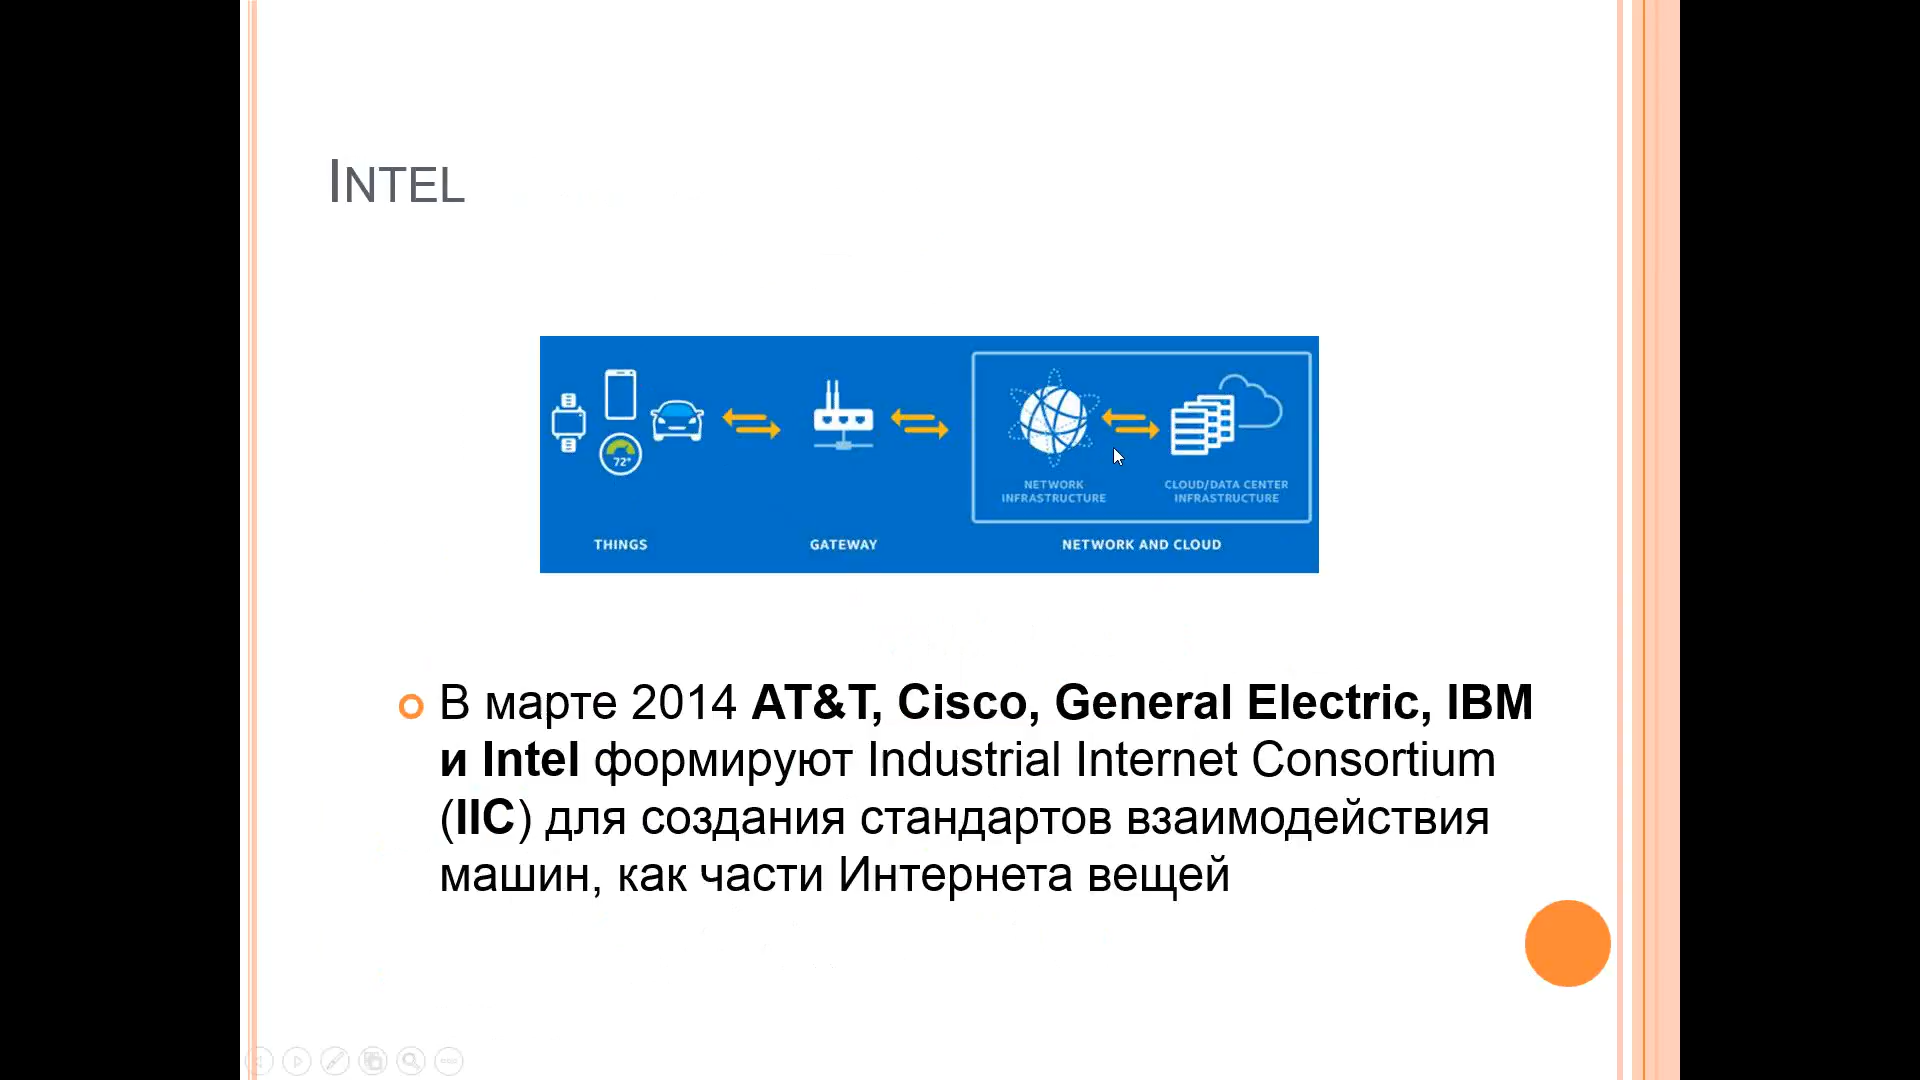 INTEL
72°
NETWORK
INFRASTRUCTURE
CLOUD/DATA CENTER
INFRASTRUCTURE
THINGS
GATEWAY
NETWORK AND CLOUD
В марте 2014 AT&T, Cisco, General Electric, IBM
и Intel формируют Industrial Internet Consortium
(IIC) для создания стандартов взаимодействия
машин, как части Интернета вещей